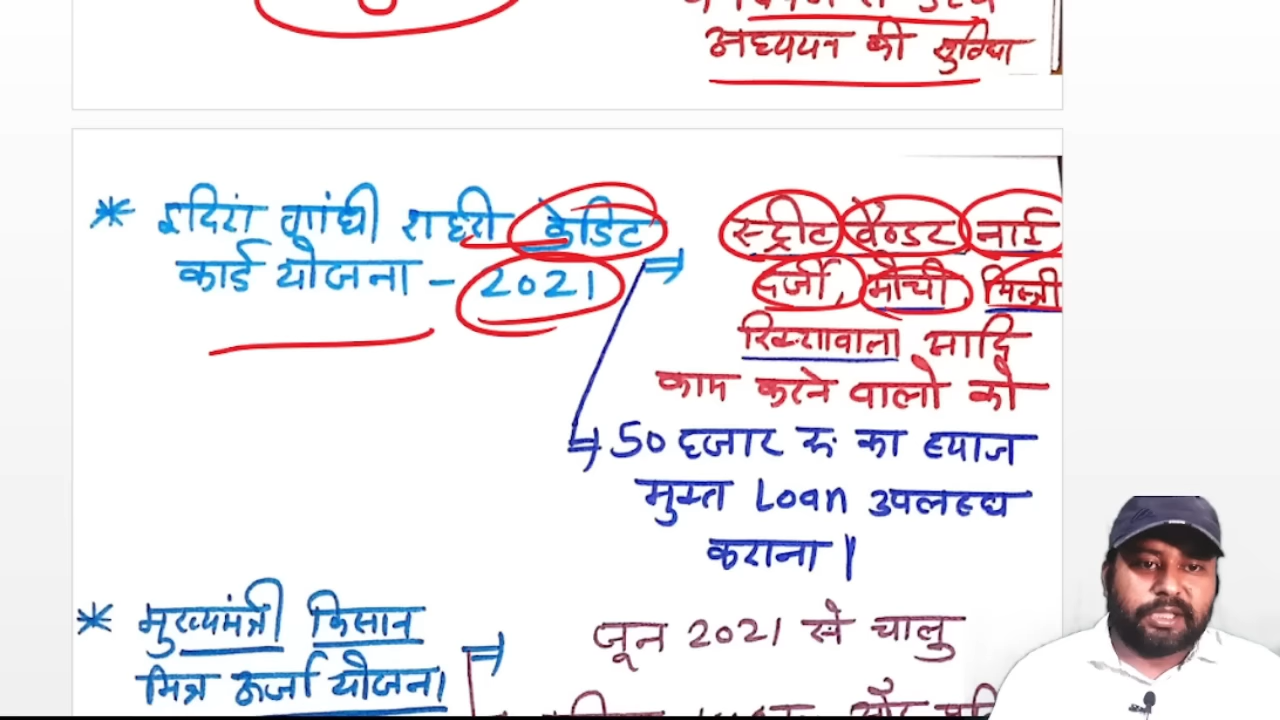 अध्ययन की सुविधा
* इंदिरा गांधी शहरी क्रेडिट
कार्ड योजना - 2021
स्ट्रीट वैण्डर नाई
दर्जी, मोची, मिस्त्री
रिक्शावाला आदि
काम करने वालो को
50 हजार रू का ब्याज
मुक्त Loan उपलब्ध
कराना।
* मुख्यमंत्री किसान
मित्र ऊर्जा योजना
जून 2021 से चालु